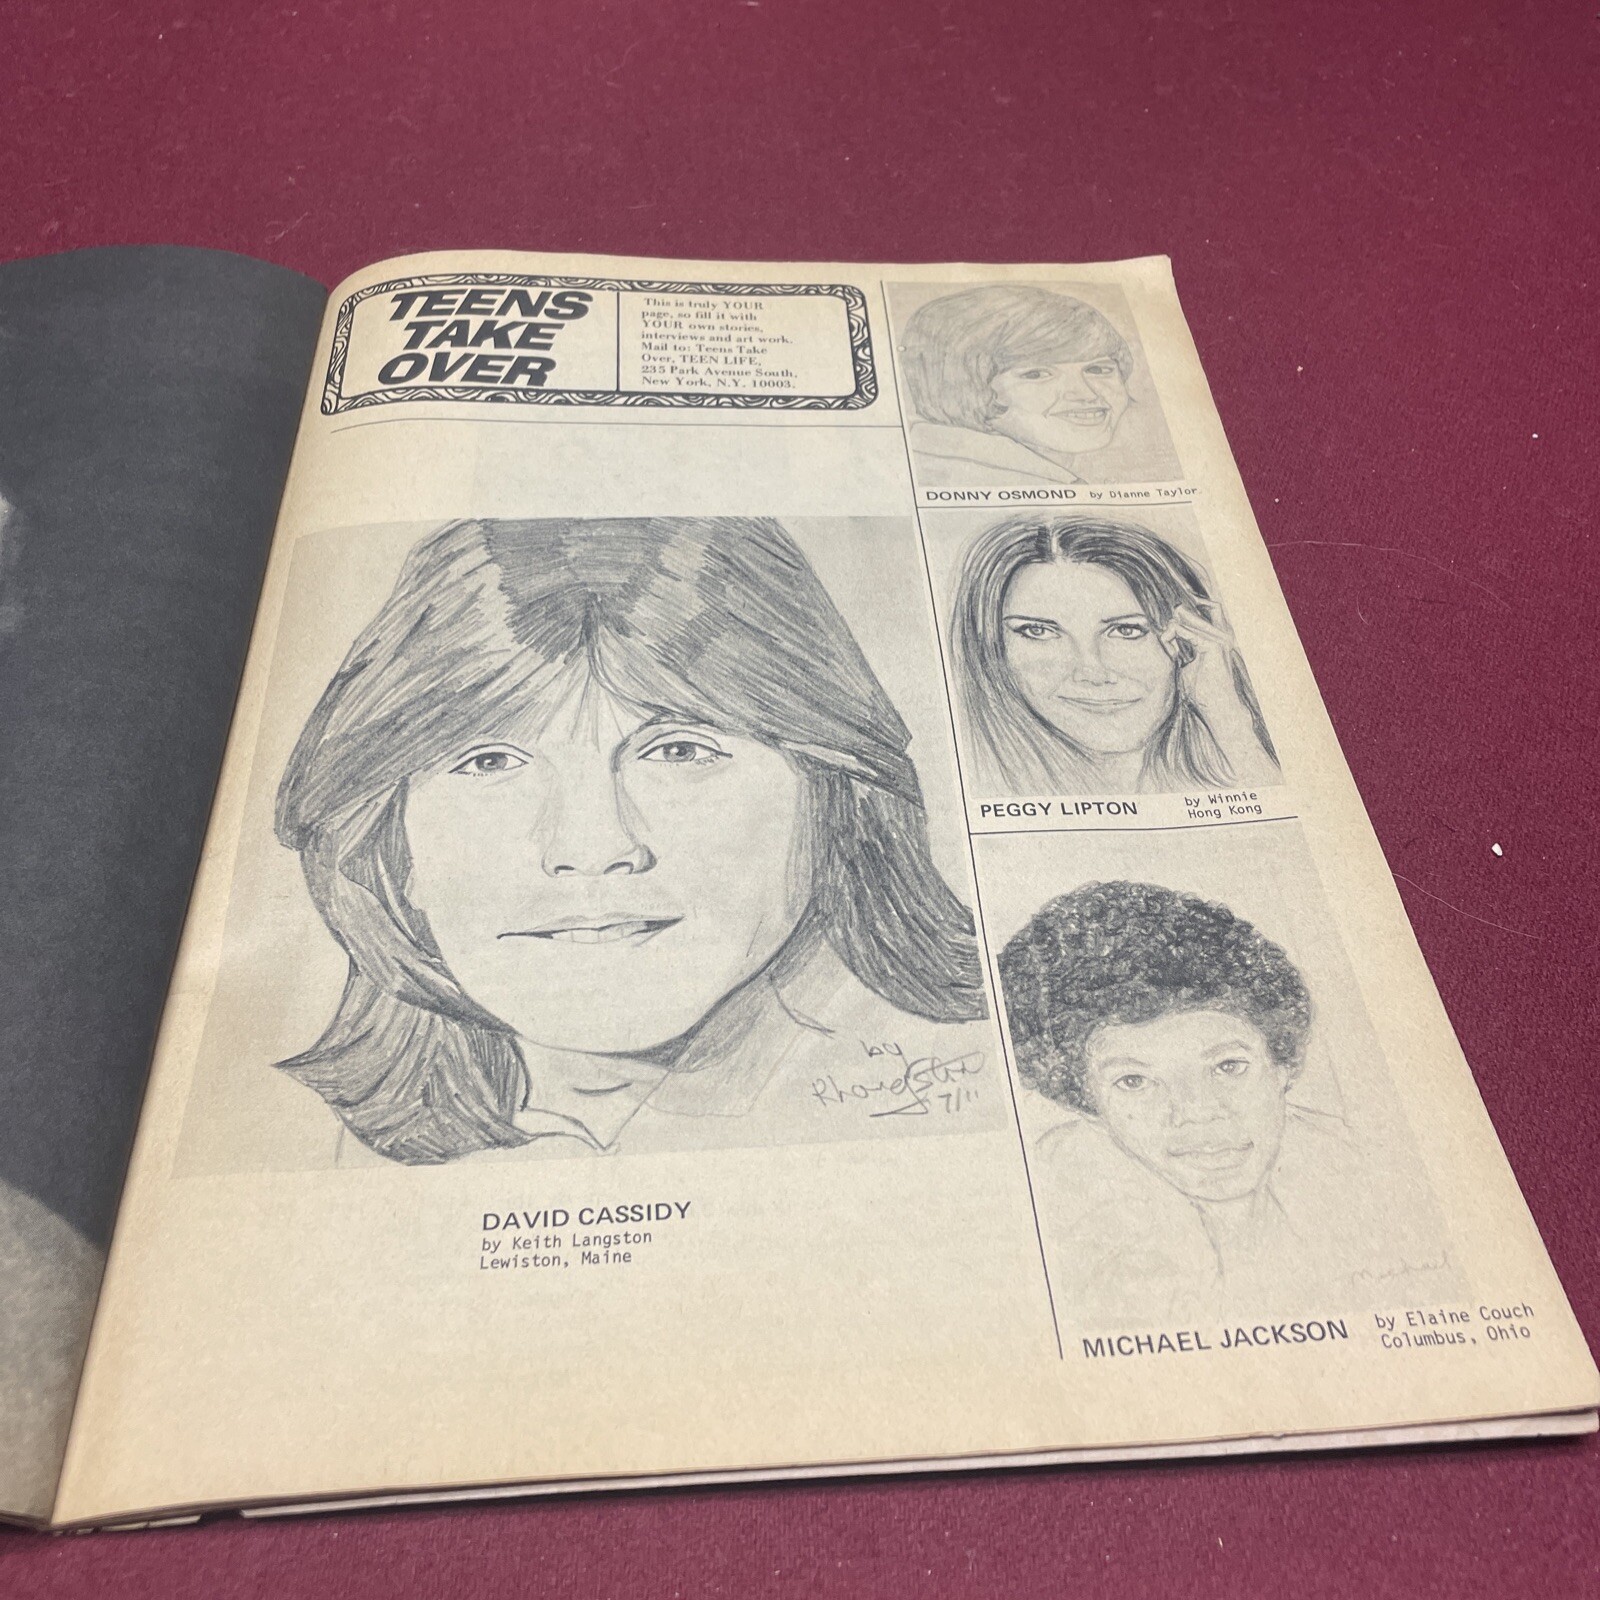 TEENS
TAKE
OVER
This is truly YOUR
page, so fill it with
YOUR own stories,
interviews and art work.
Mail to: Teens Take
Over, TEEN LIFE,
235 Park Avenue South,
New York, N.Y. 10003.
DONNY OSMOND by Dianne Taylor
PEGGY LIPTON by Winnie
Hong Kong
by
DAVID CASSIDY
by Keith Langston
Lewiston, Maine
Michael
MICHAEL JACKSON by Elaine Couch
Columbus, Ohio